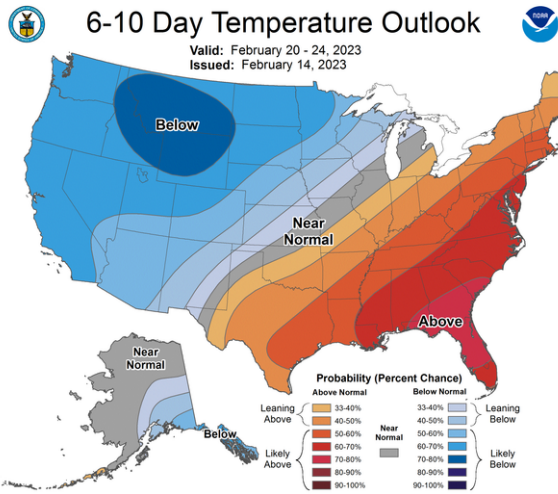 6-10 Day Temperature Outlook
NOAA
Valid: February 20 - 24, 2023
Issued: February 14, 2023
Below
Near
Normal
Above
Near
Normal
Below
Probability (Percent Chance)
Above Normal
Below Normal
Leaning
Above
33-40%
40-50%
Likely
Above
50-60%
60-70%
70-80%
80-90%
90-100%
Near
Normal
33-40%
40-50%
Leaning
Below
50-60%
60-70%
70-80%
80-90%
90-100%
Likely
Below